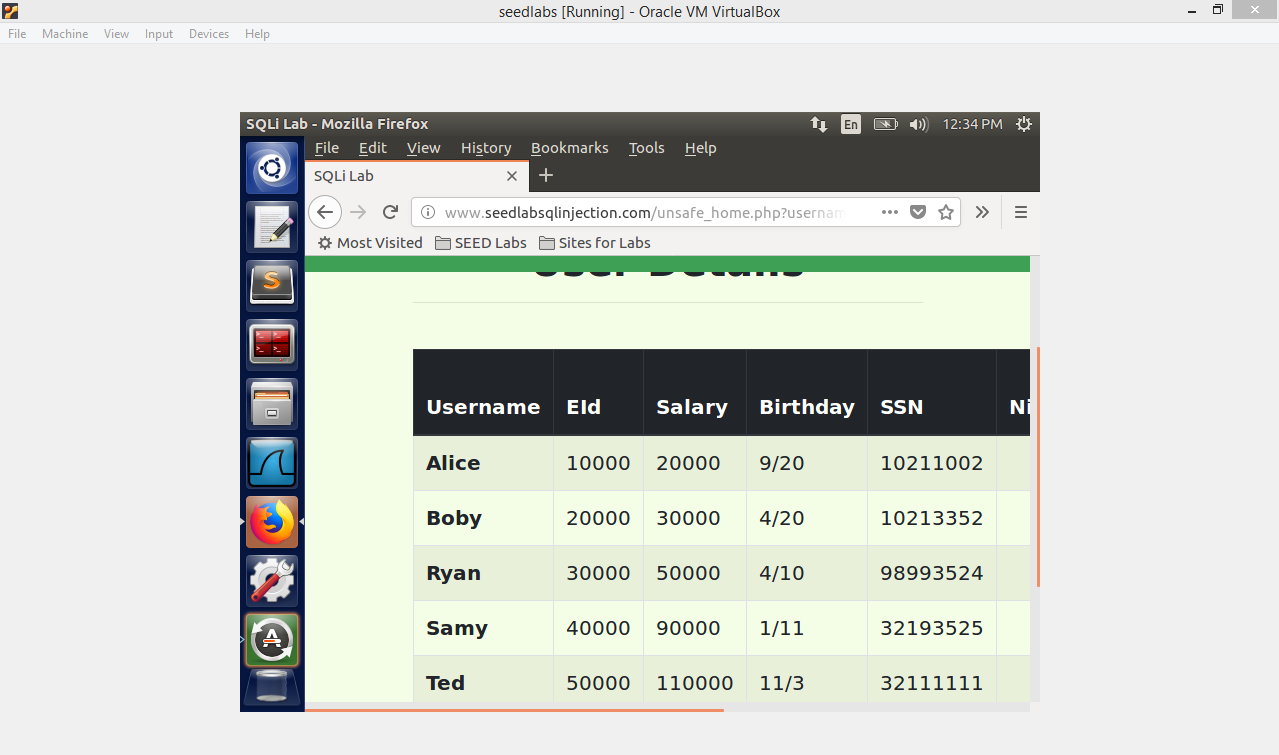 seedlabs [Running] - Oracle VM VirtualBox
File Machine View Input Devices Help
SQLi Lab - Mozilla Firefox En 12:34 PM
File Edit View History Bookmarks Tools Help
SQLi Lab
www.seedlabsqlinjection.com/unsafe_home.php?usernam
Most Visited SEED Labs Sites for Labs
User Details
Username EId Salary Birthday SSN Ni
Alice 10000 20000 9/20 10211002
Boby 20000 30000 4/20 10213352
Ryan 30000 50000 4/10 98993524
Samy 40000 90000 1/11 32193525
Ted 50000 110000 11/3 32111111